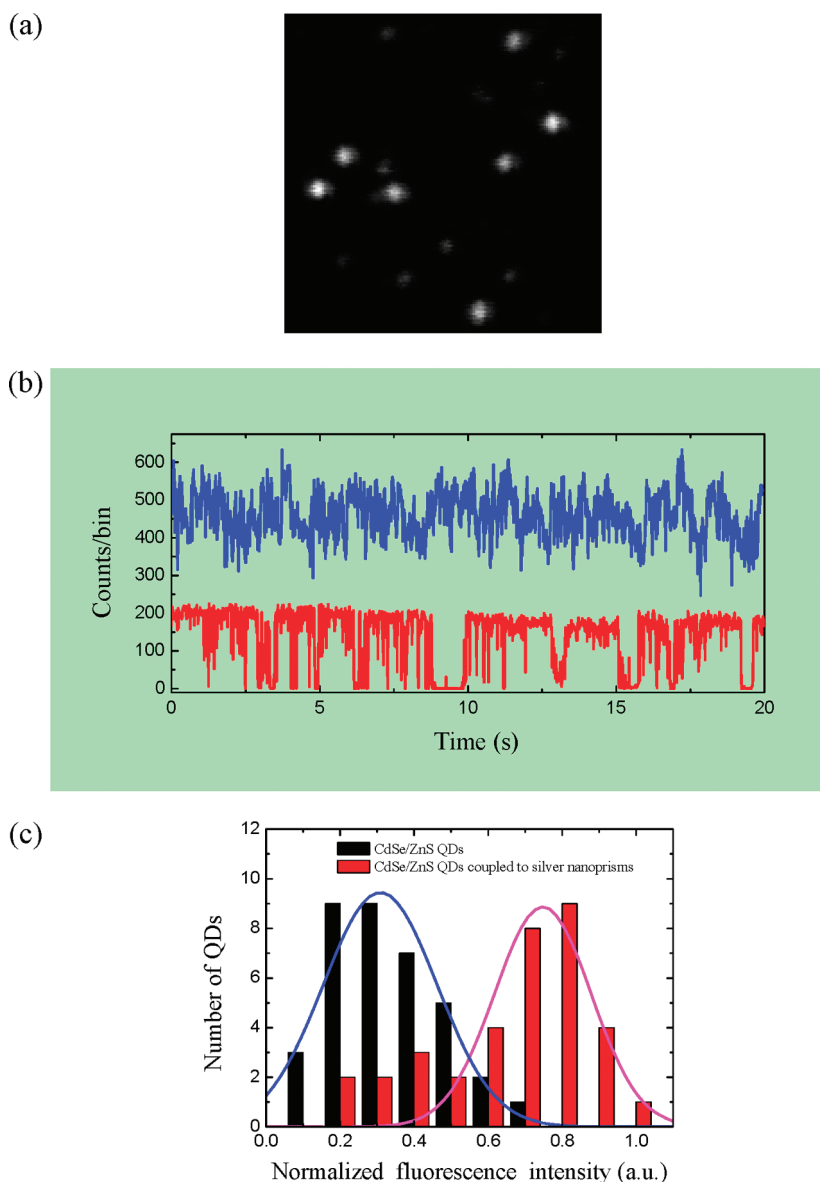 (a)
(b)
600
500
400
300
200
100
0
Counts/bin
0 5 10 15 20
Time (s)
(c)
12
10
8
6
4
2
0
Number of QDs
CdSe/ZnS QDs
CdSe/ZnS QDs coupled to silver nanoprisms
0.0 0.2 0.4 0.6 0.8 1.0
Normalized fluorescence intensity (a.u.)